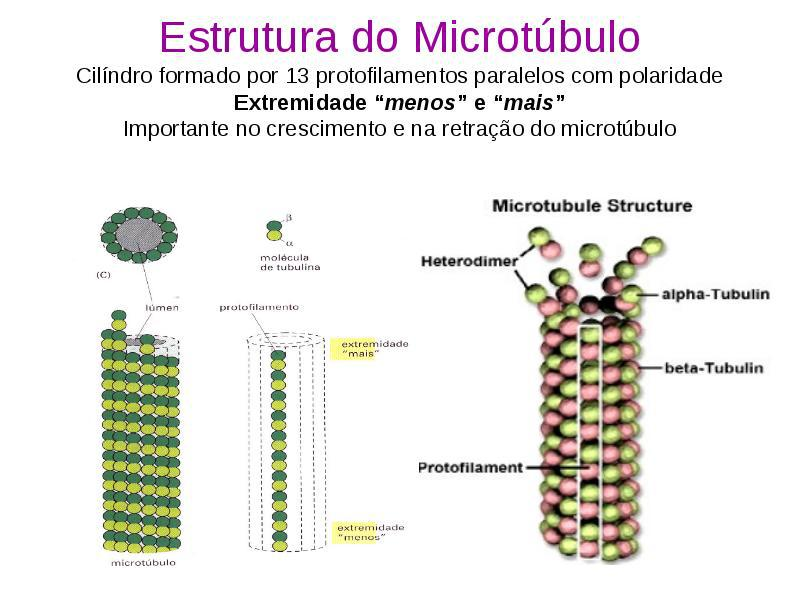 Estrutura do Microtúbulo
Cilíndro formado por 13 protofilamentos paralelos com polaridade
Extremidade “menos” e “mais”
Importante no crescimento e na retração do microtúbulo
β
α
molécula
de tubulina
(C)
lúmen
protofilamento
extremidade
“mais”
extremidade
“menos”
microtúbulo
Microtubule Structure
Heterodimer
alpha-Tubulin
beta-Tubulin
Protofilament